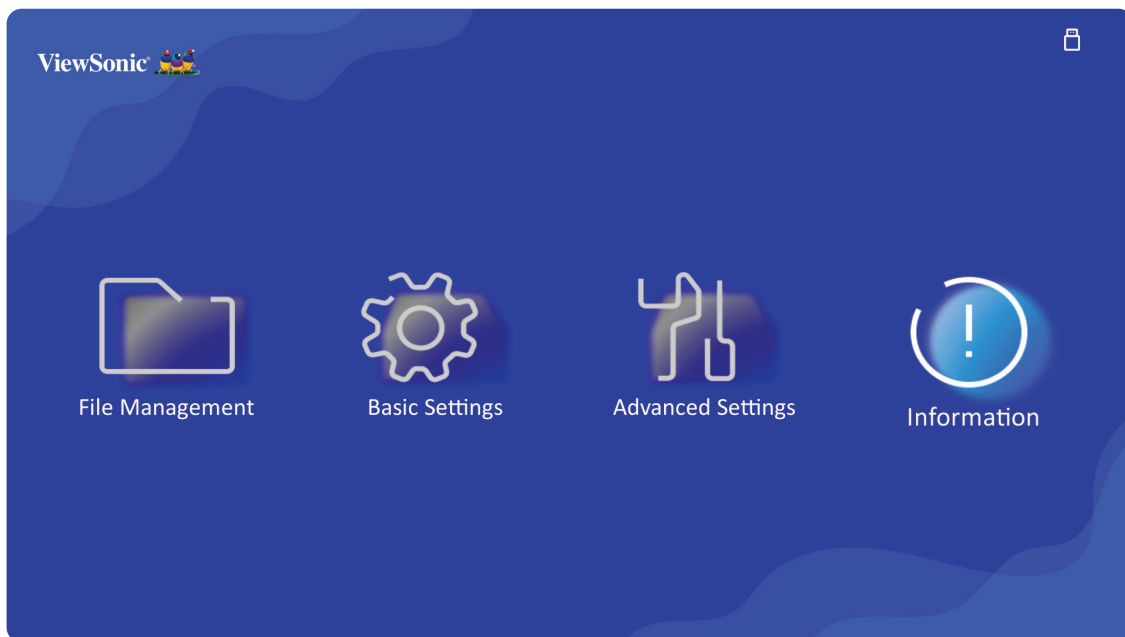 ViewSonic®
File Management
Basic Settings
Advanced Settings
Information